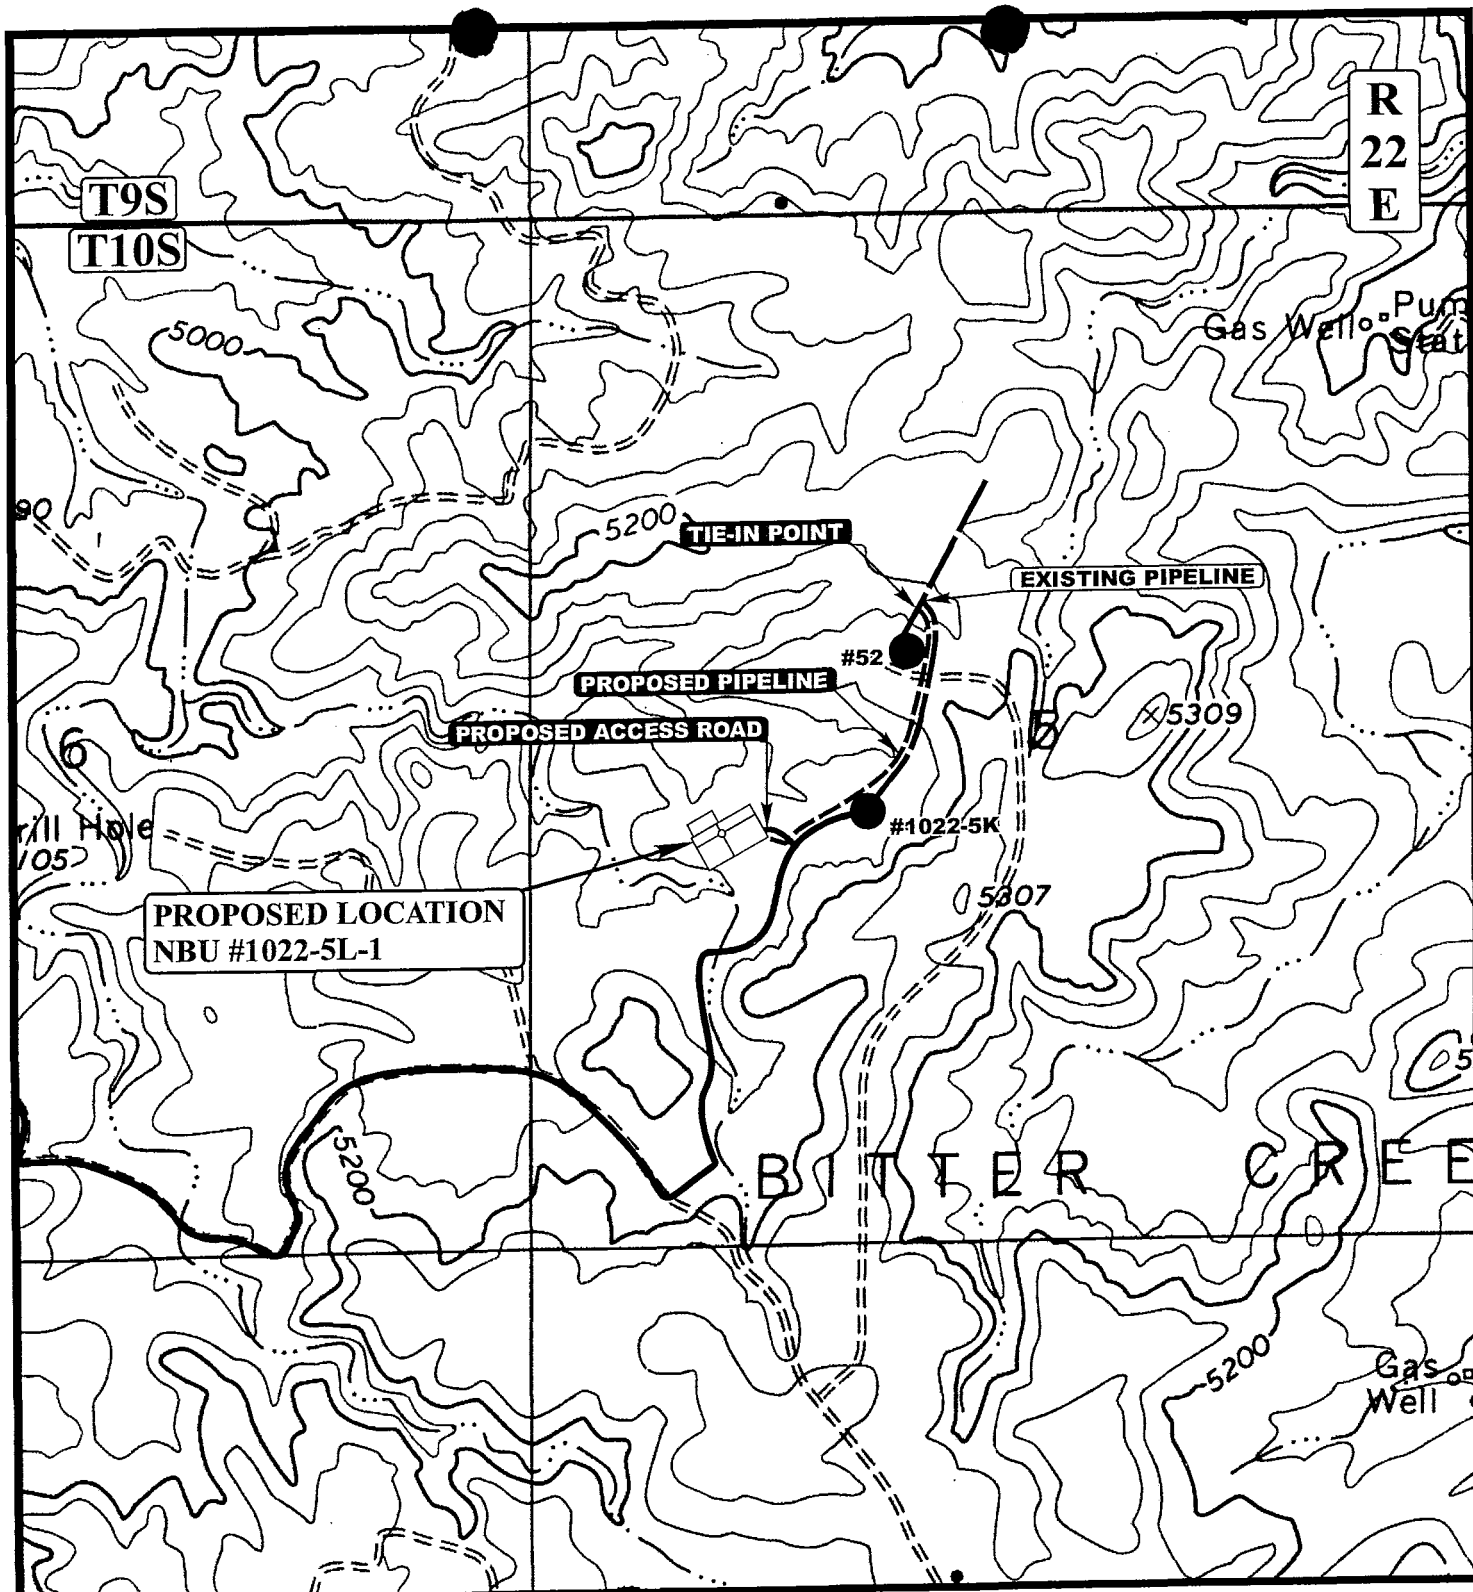 R
22
E
T9S
T10S
5000
Gas Well
5200
TIE-IN POINT
EXISTING PIPELINE
#52
PROPOSED PIPELINE
5309
5
PROPOSED ACCESS ROAD
6
#1022-5K
Hole
5307
PROPOSED LOCATION
NBU #1022-5L-1
5200
BITTER CREE
5200
Gas
Well